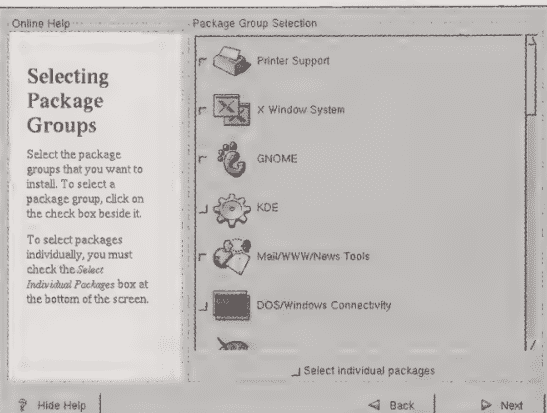 Online Help
Package Group Selection
Selecting
Package
Groups
Select the package
groups that you want to
install. To select a
package group, click on
the check box beside it.
To select packages
individually, you must
check the Select
Individual Packages box at
the bottom of the screen.
Printer Support
X Window System
GNOME
KDE
Mail/WWW/News Tools
DOS/Windows Connectivity
Select individual packages
Hide Help
Back
Next